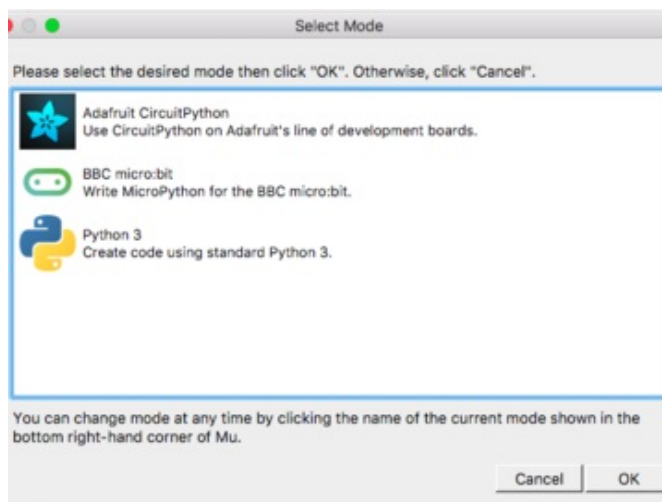 Select Mode
Please select the desired mode then click "OK". Otherwise, click "Cancel".
Adafruit CircuitPython
Use CircuitPython on Adafruit's line of development boards.
BBC micro:bit
Write MicroPython for the BBC micro:bit.
Python 3
Create code using standard Python 3.
You can change mode at any time by clicking the name of the current mode shown in the
bottom right-hand corner of Mu.
Cancel OK